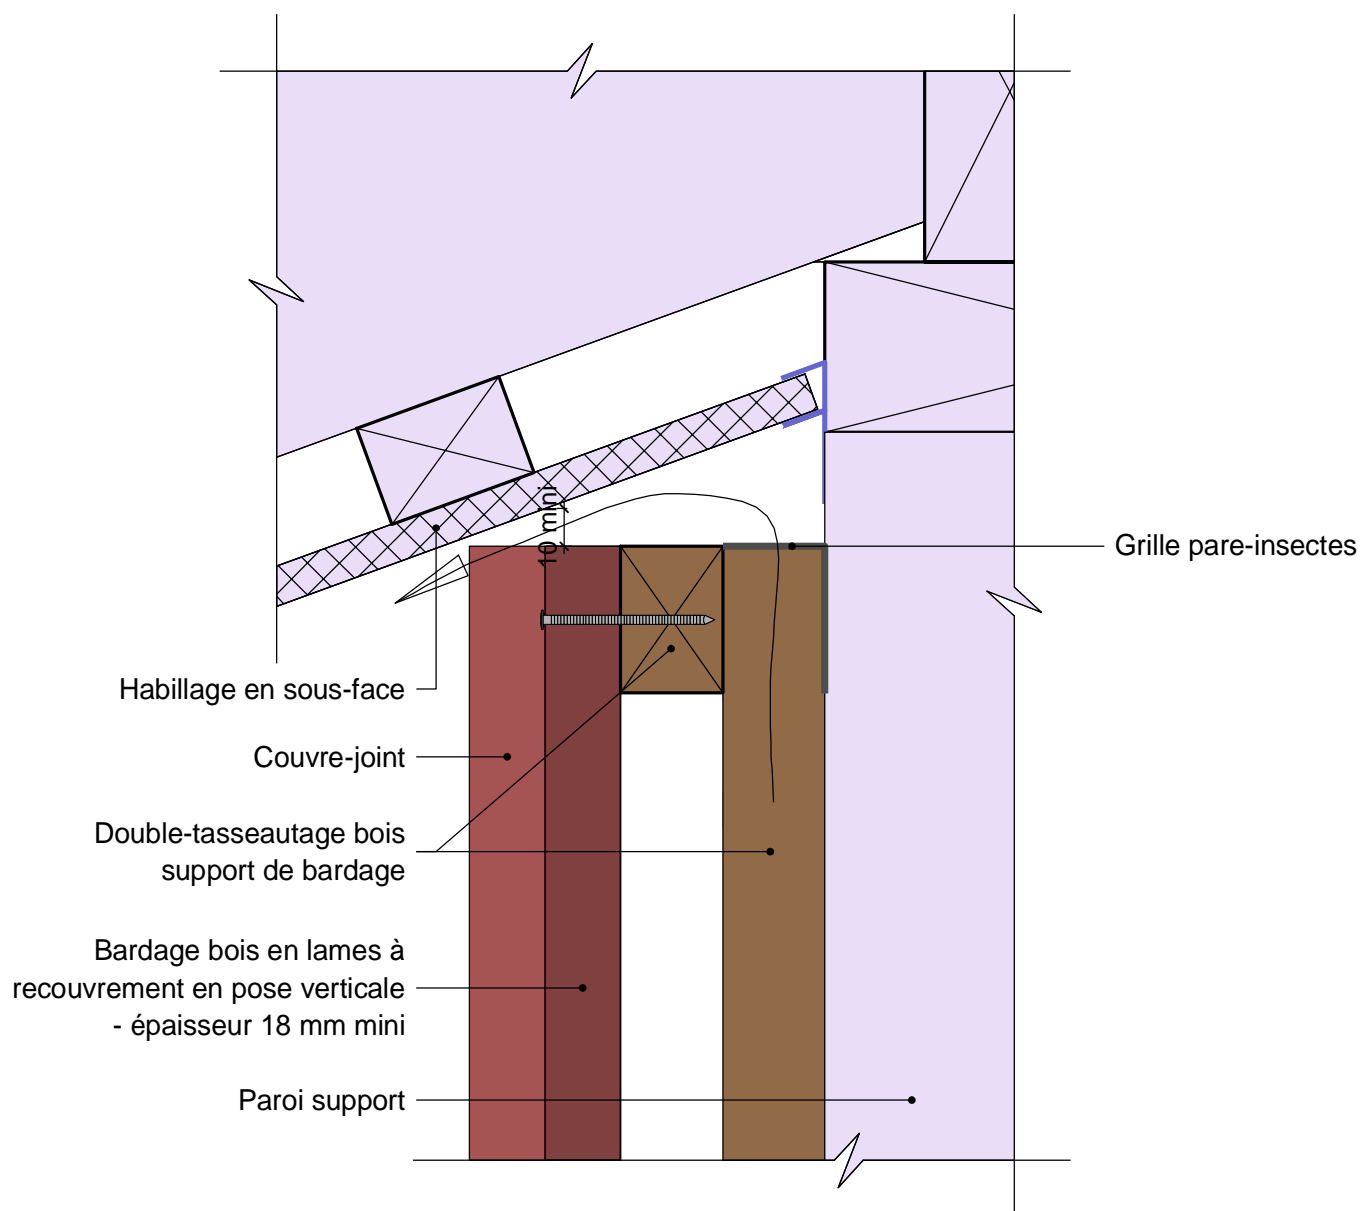 10 mini
Grille pare-insectes
Habillage en sous-face
Couvre-joint
Double-tasseautage bois
support de bardage
Bardage bois en lames à
recouvrement en pose verticale
- épaisseur 18 mm mini
Paroi support